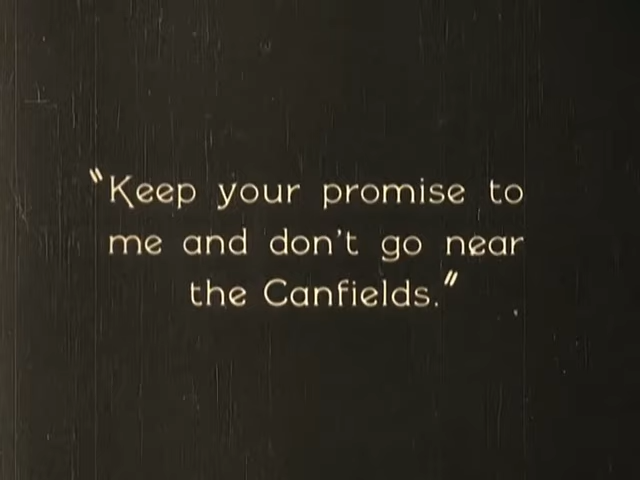 "Keep your promise to
me and don't go near
the Canfields."